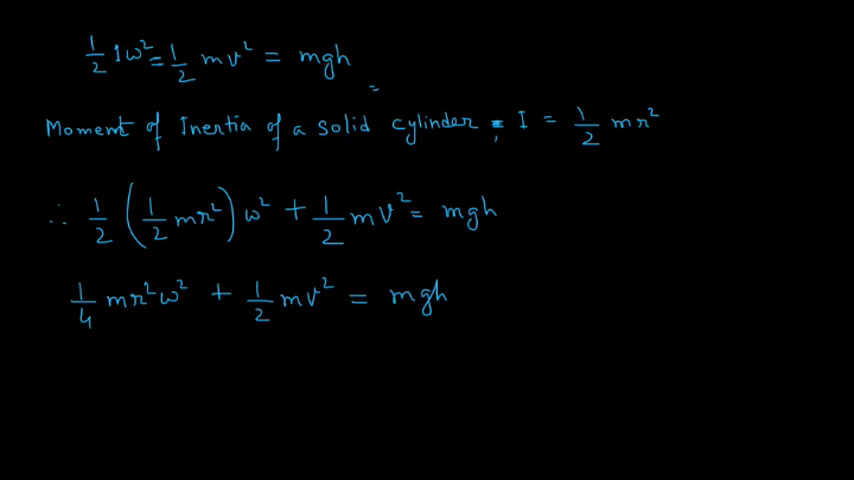 ½ Iω² = ½ mv² = mgh
=
Moment of Inertia of a solid cylinder ; I = ½ mr²
∴ ½ (½ mr²) ω² + ½ mv² = mgh
¼ mr²ω² + ½ mv² = mgh